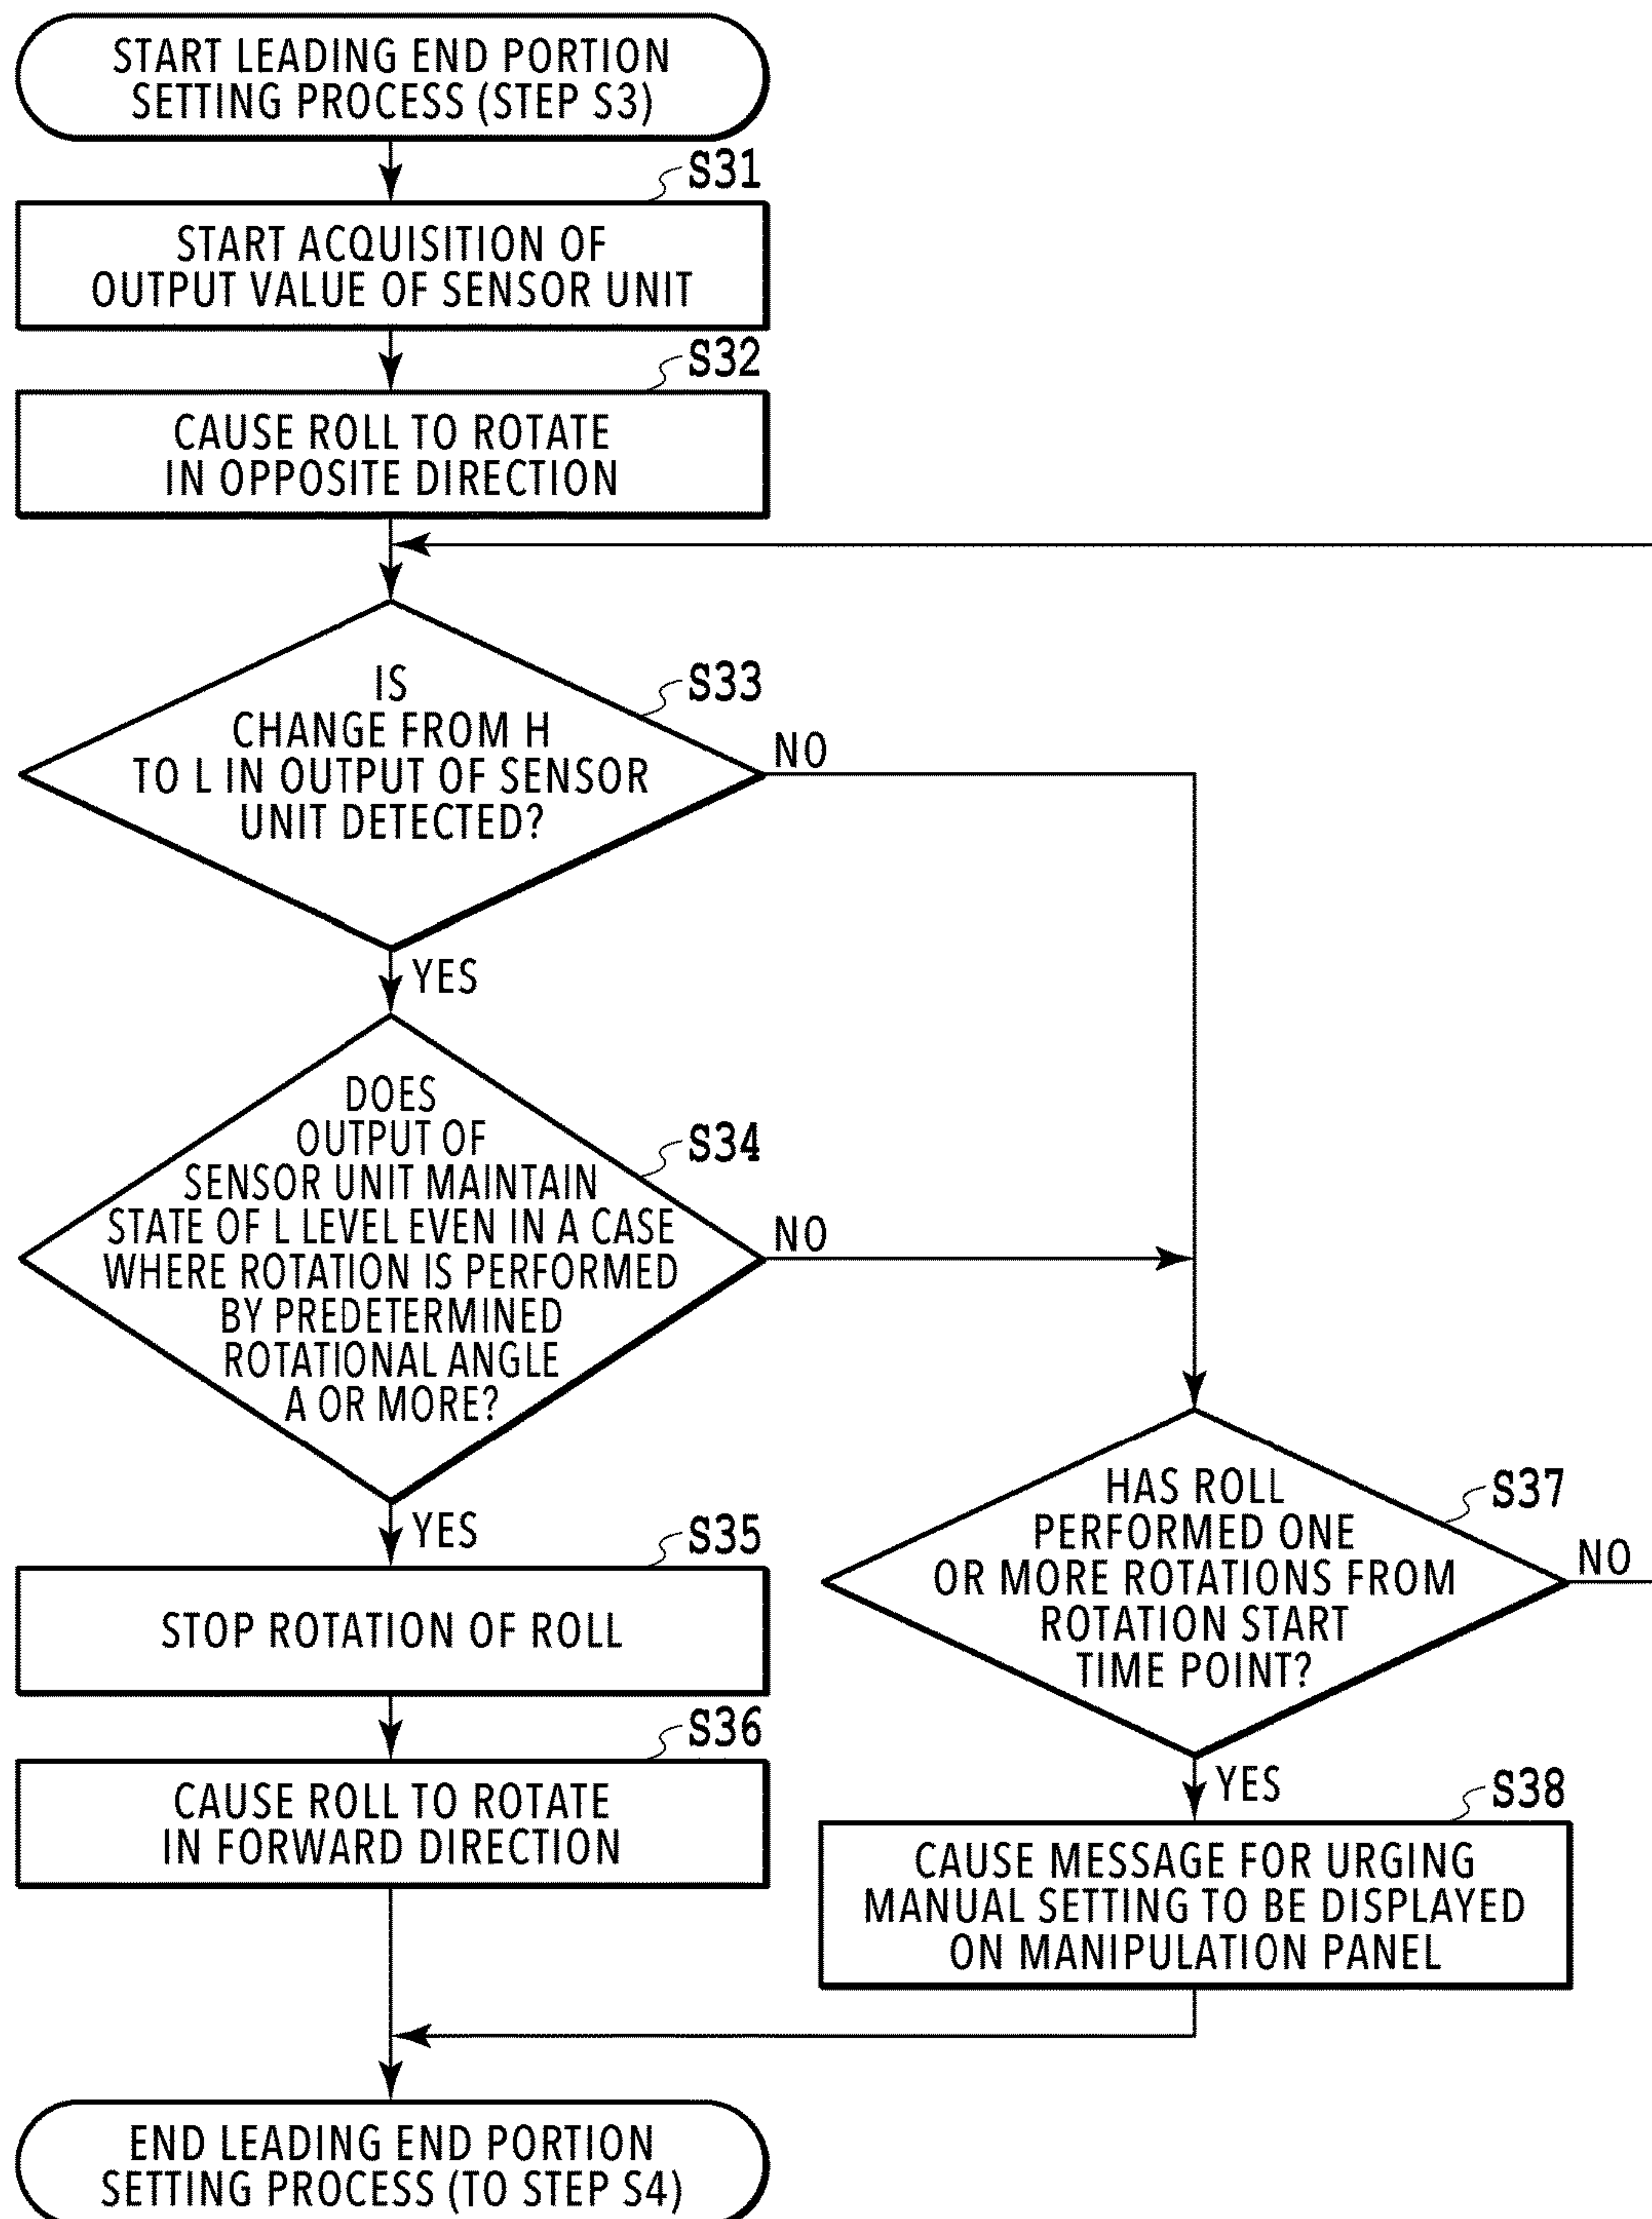 START LEADING END PORTION
SETTING PROCESS (STEP S3)
S31
START ACQUISITION OF
OUTPUT VALUE OF SENSOR UNIT
S32
CAUSE ROLL TO ROTATE
IN OPPOSITE DIRECTION
S33
IS
CHANGE FROM H
TO L IN OUTPUT OF SENSOR
UNIT DETECTED?
NO
YES
S34
DOES
OUTPUT OF
SENSOR UNIT MAINTAIN
STATE OF L LEVEL EVEN IN A CASE
WHERE ROTATION IS PERFORMED
BY PREDETERMINED
ROTATIONAL ANGLE
A OR MORE?
NO
YES
S35
STOP ROTATION OF ROLL
S36
CAUSE ROLL TO ROTATE
IN FORWARD DIRECTION
S37
HAS ROLL
PERFORMED ONE
OR MORE ROTATIONS FROM
ROTATION START
TIME POINT?
NO
YES
S38
CAUSE MESSAGE FOR URGING
MANUAL SETTING TO BE DISPLAYED
ON MANIPULATION PANEL
END LEADING END PORTION
SETTING PROCESS (TO STEP S4)